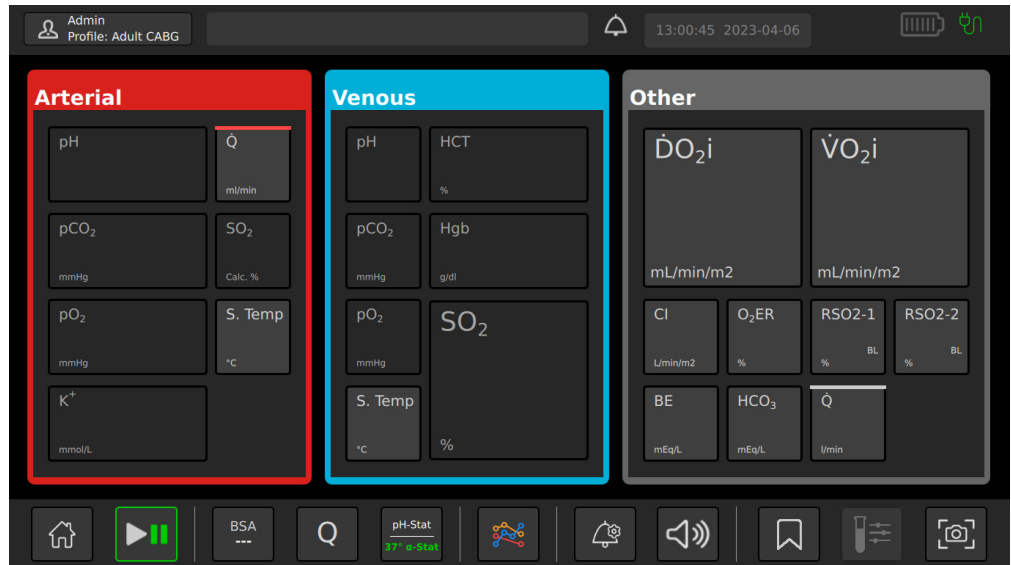 Admin
Profile: Adult CABG
13:00:45 2023-04-06
Arterial
pH
Q̇
ml/min
pCO₂
mmHg
SO₂
Calc. %
pO₂
mmHg
S. Temp
°C
K⁺
mmol/L
Venous
pH
HCT
%
pCO₂
mmHg
Hgb
g/dl
pO₂
mmHg
SO₂
%
S. Temp
°C
Other
ḊO₂i
mL/min/m2
V̇O₂i
mL/min/m2
CI
L/min/m2
O₂ER
%
RSO2-1
BL
%
RSO2-2
BL
%
BE
mEq/L
HCO₃
mEq/L
Q̇
l/min
BSA
---
Q
pH-Stat
37° α-Stat